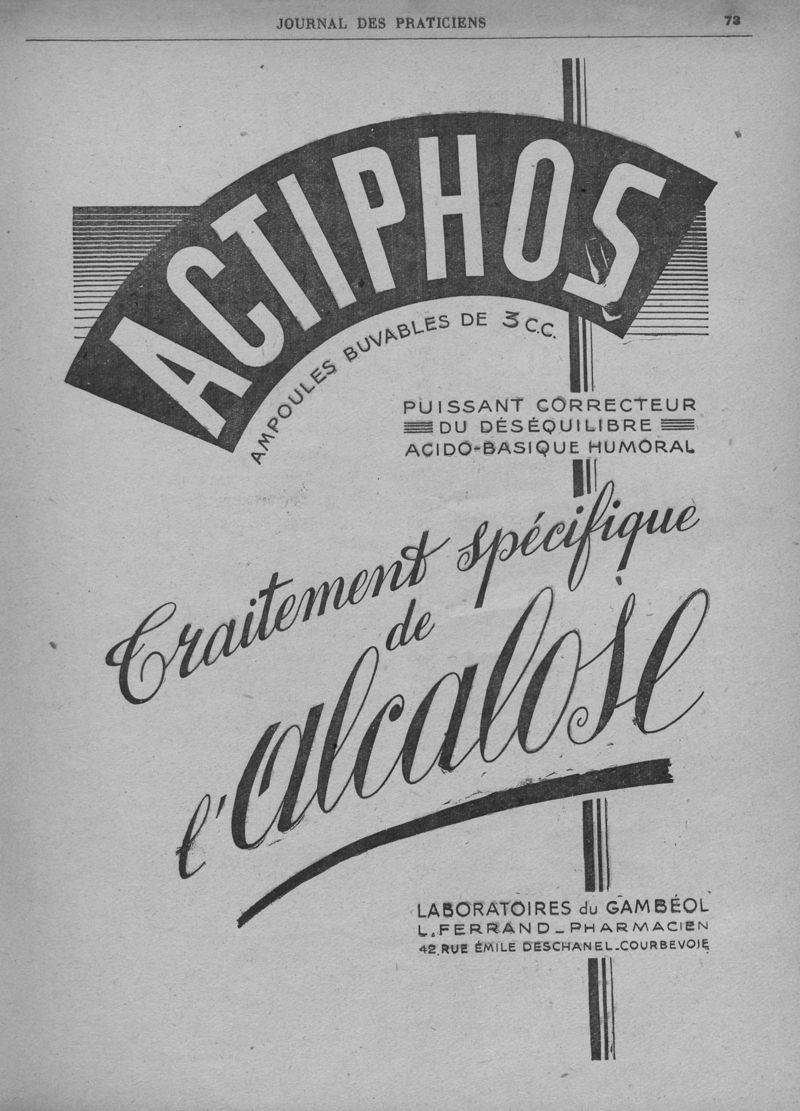 JOURNAL DES PRATICIENS 73
ACTIPHOS
AMPOULES BUVABLES DE 3 C.C.
PUISSANT CORRECTEUR
DU DÉSÉQUILIBRE
ACIDO-BASIQUE HUMORAL
Traitement spécifique
de
l'alcalose
LABORATOIRES du GAMBÉOL
L. FERRAND - PHARMACIEN
42, RUE ÉMILE DESCHANEL - COURBEVOIE